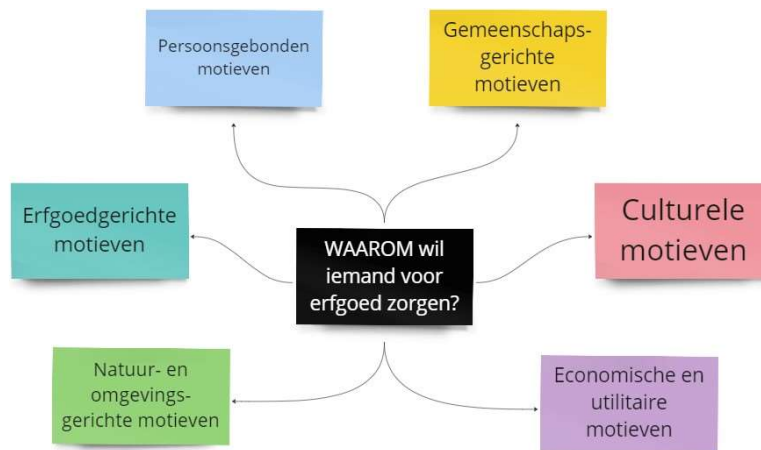 Persoonsgebonden
motieven
Gemeenschaps-
gerichte
motieven
Erfgoedgerichte
motieven
WAAROM wil
iemand voor
erfgoed zorgen?
Culturele
motieven
Natuur- en
omgevings-
gerichte motieven
Economische en
utilitaire
motieven